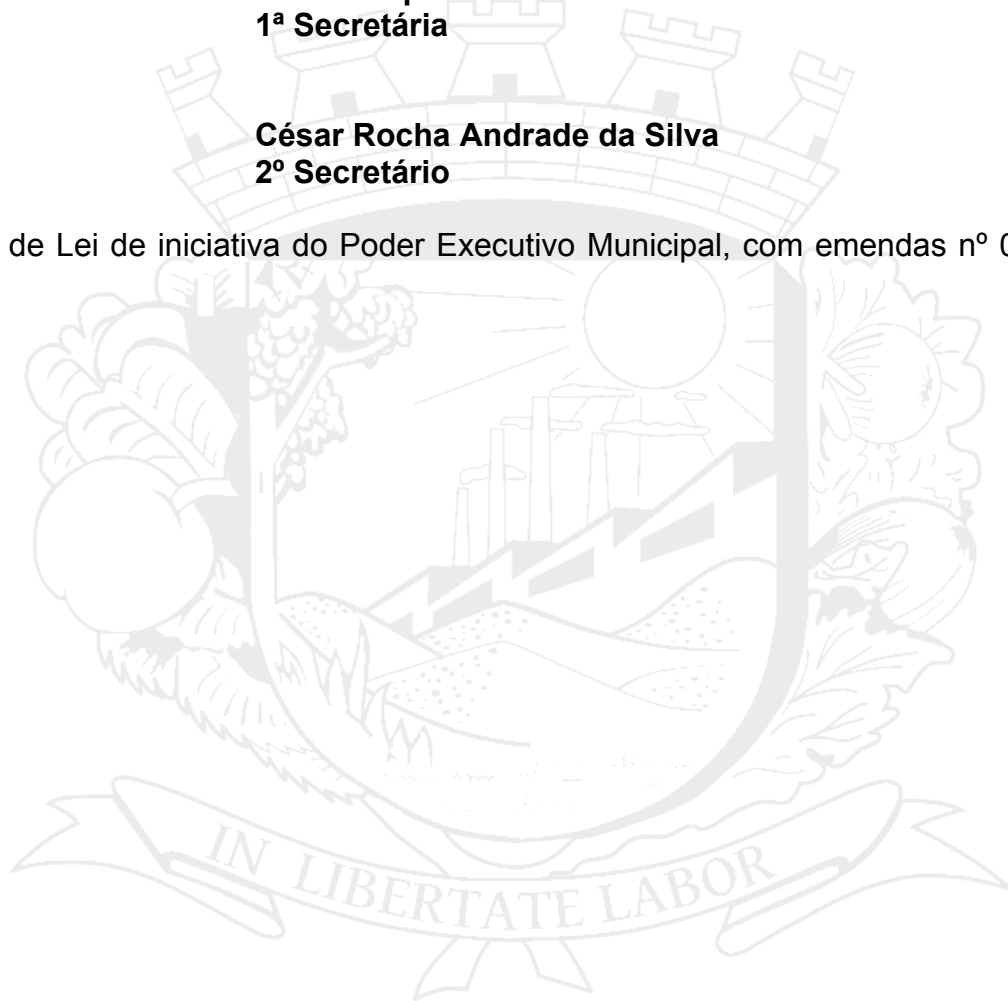 1ª Secretária
César Rocha Andrade da Silva
2º Secretário
de Lei de iniciativa do Poder Executivo Municipal, com emendas nº
IN LIBERTATE LABOR